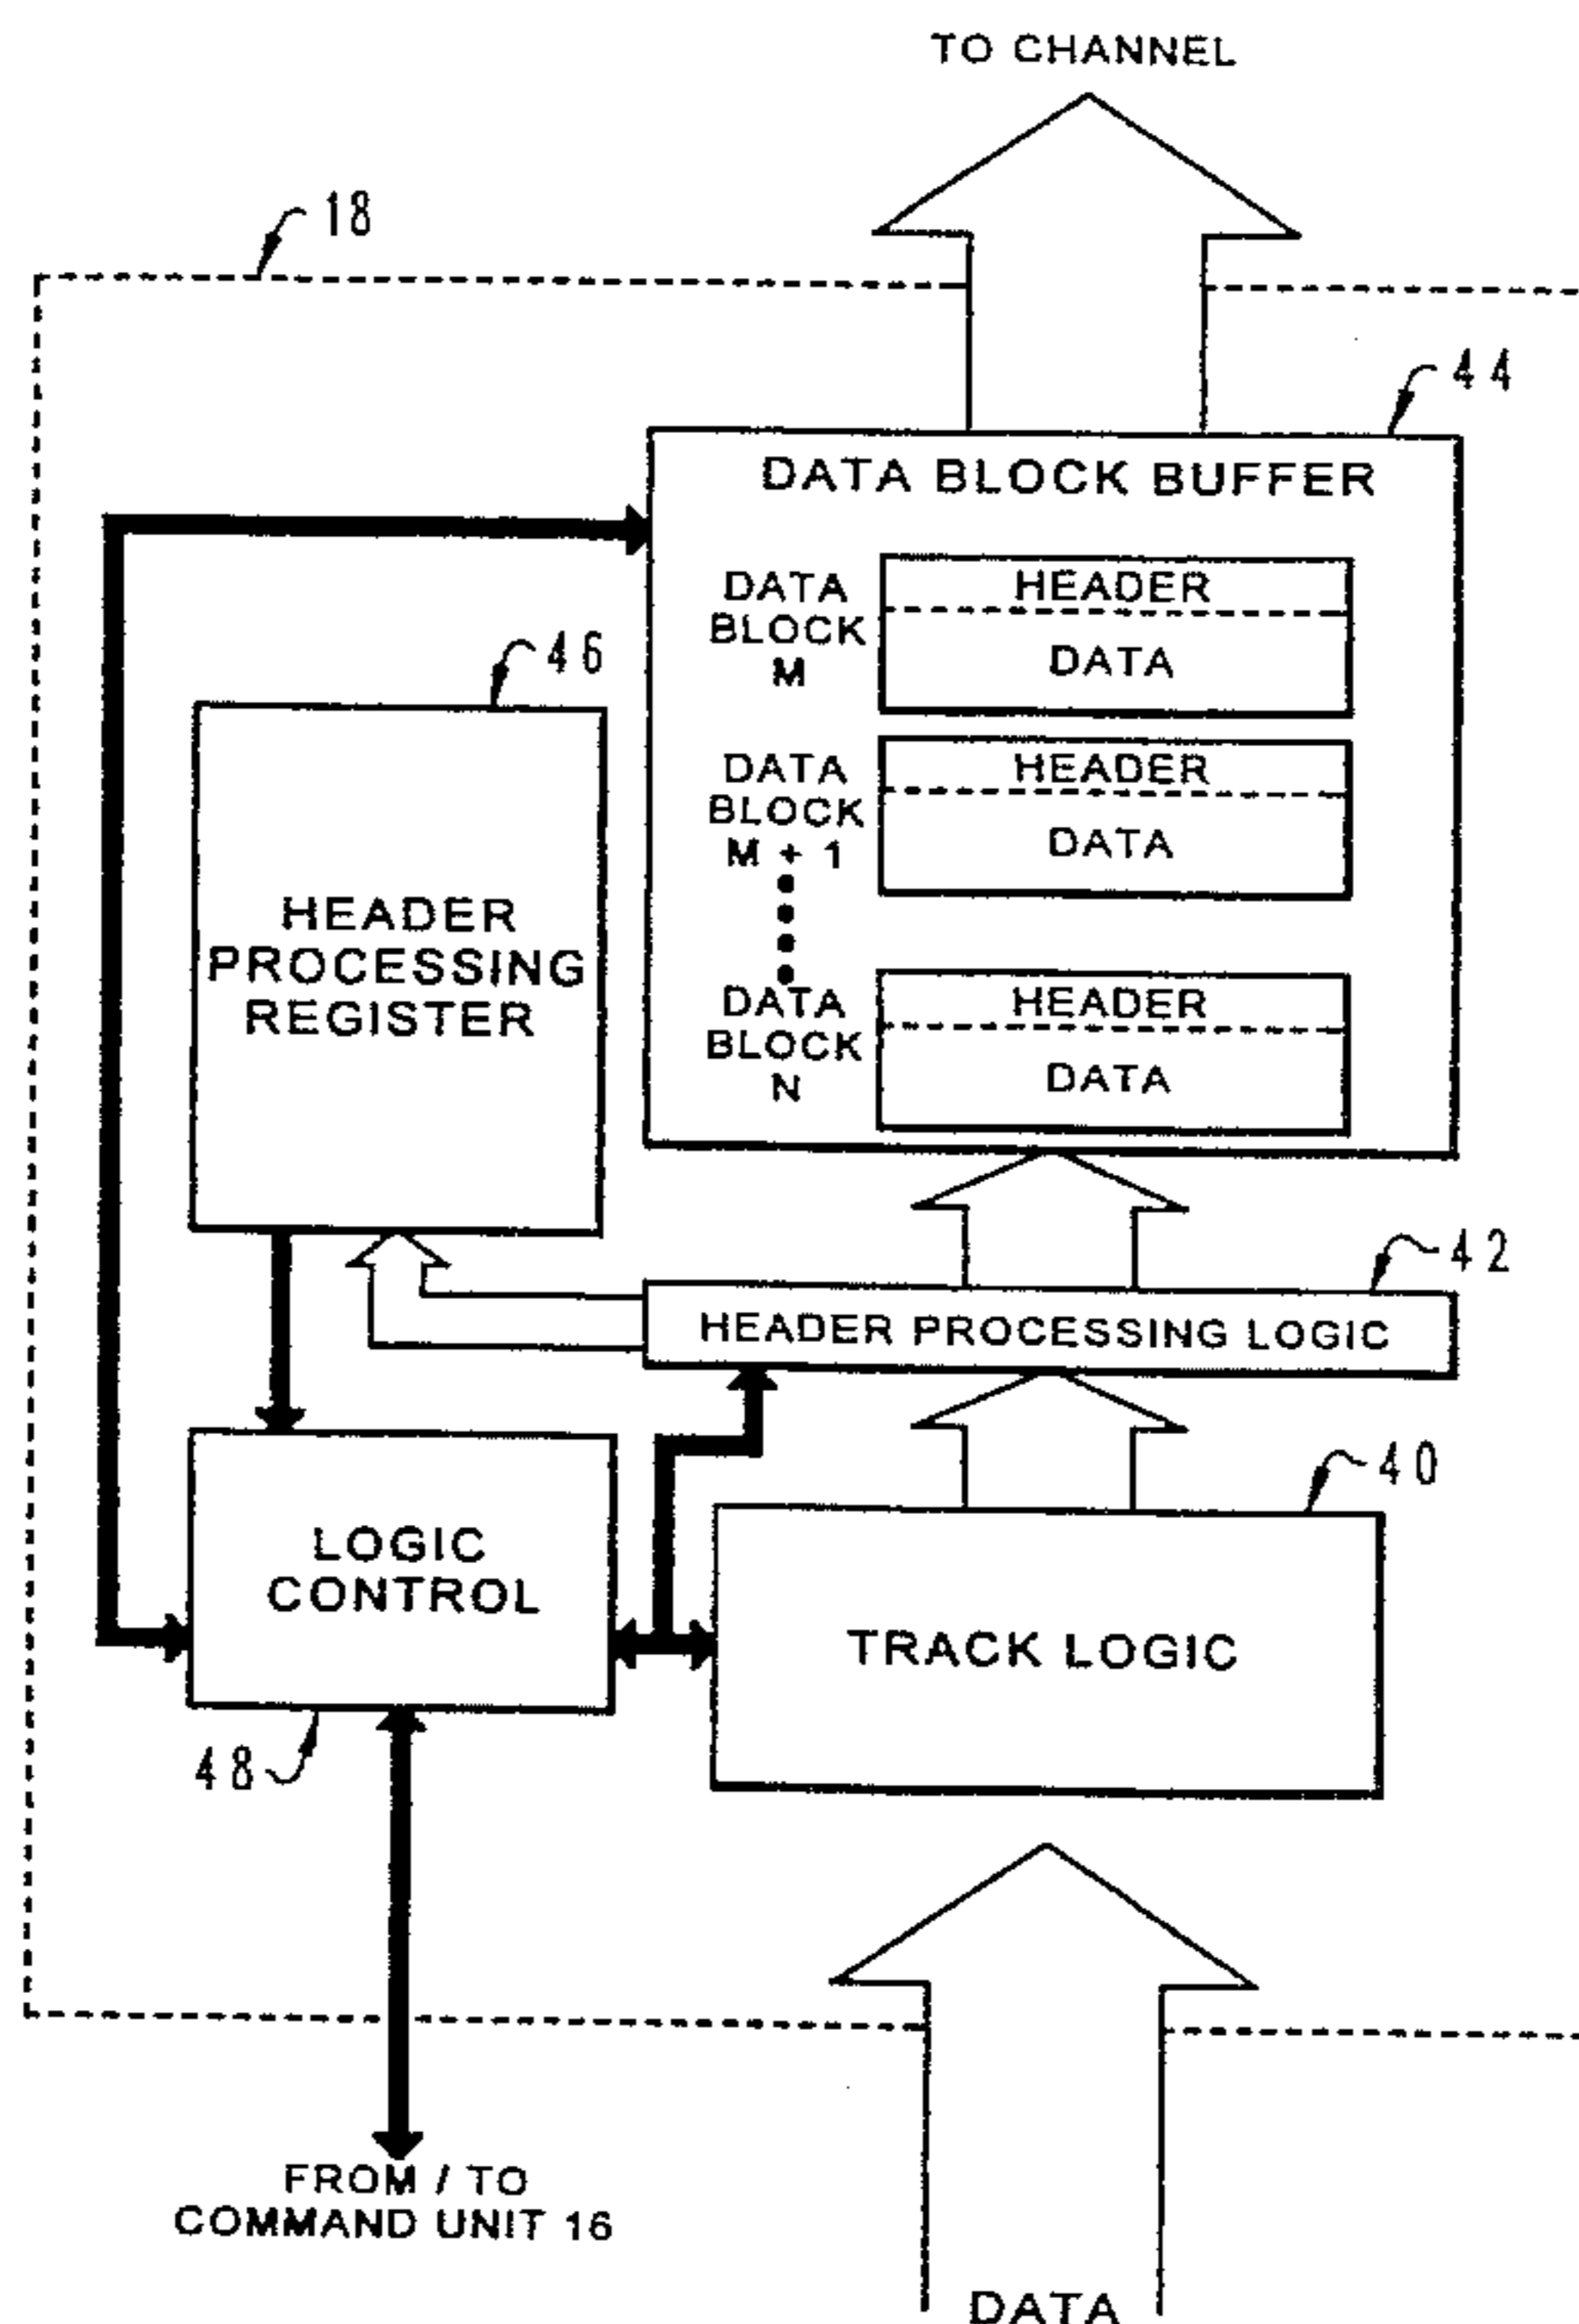 TO CHANNEL
18
44
DATA BLOCK BUFFER
DATA
BLOCK
M
HEADER
DATA
46
DATA
BLOCK
M + 1
HEADER
DATA
HEADER
PROCESSING
REGISTER
DATA
BLOCK
N
HEADER
DATA
42
HEADER PROCESSING LOGIC
40
LOGIC
CONTROL
TRACK LOGIC
48
FROM / TO
COMMAND UNIT 16
DATA